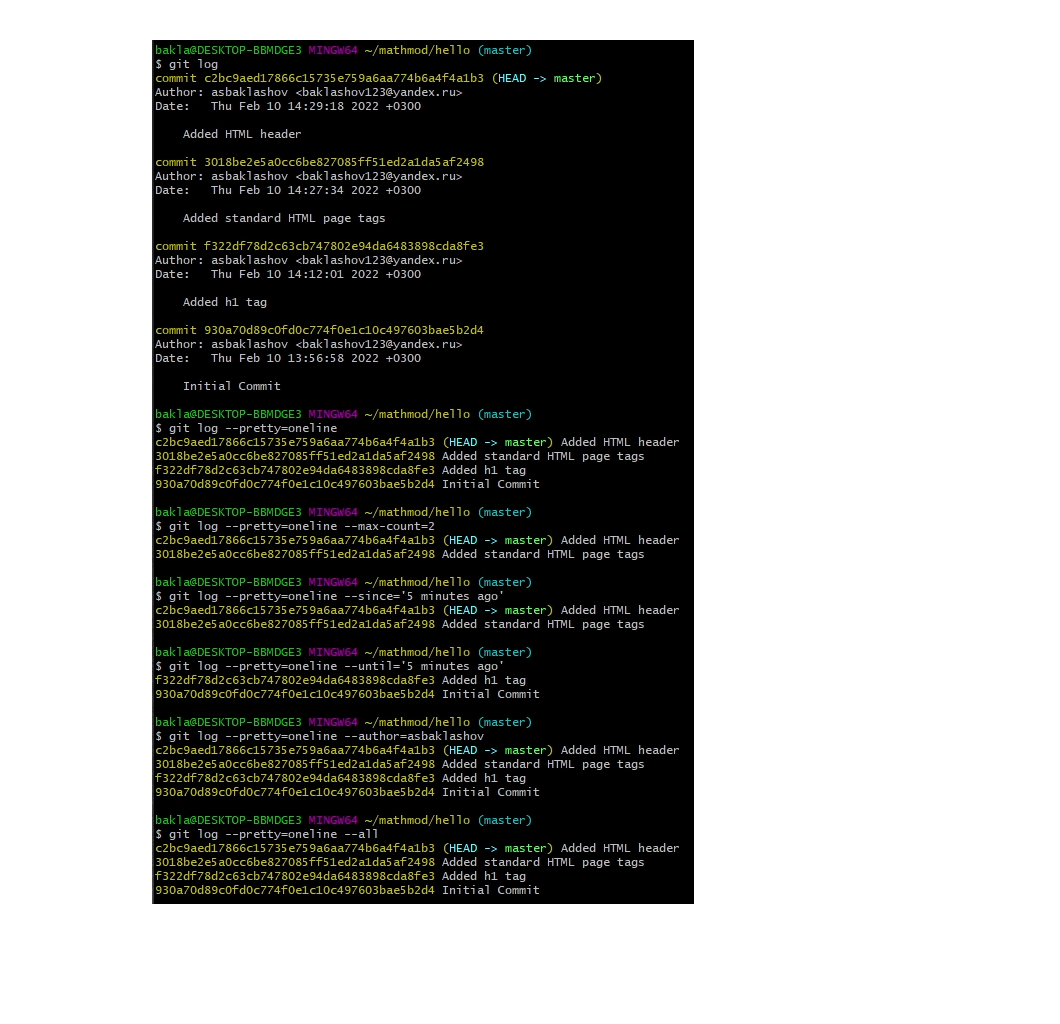 bakla@DESKTOP-BBMDGE3 MINGW64 ~/mathmod/hello (master)
$ git log
commit c2bc9aed17866c15735e759a6aa774b6a4f4a1b3 (HEAD -> master)
Author: asbaklashov <baklashov123@yandex.ru>
Date:   Thu Feb 10 14:29:18 2022 +0300
    Added HTML header
commit 3018be2e5a0cc6be827085ff51ed2a1da5af2498
Author: asbaklashov <baklashov123@yandex.ru>
Date:   Thu Feb 10 14:27:34 2022 +0300
    Added standard HTML page tags
commit f322df78d2c63cb747802e94da6483898cda8fe3
Author: asbaklashov <baklashov123@yandex.ru>
Date:   Thu Feb 10 14:12:01 2022 +0300
    Added h1 tag
commit 930a70d89c0fd0c774f0e1c10c497603bae5b2d4
Author: asbaklashov <baklashov123@yandex.ru>
Date:   Thu Feb 10 13:56:58 2022 +0300
    Initial Commit
bakla@DESKTOP-BBMDGE3 MINGW64 ~/mathmod/hello (master)
$ git log --pretty=oneline
c2bc9aed17866c15735e759a6aa774b6a4f4a1b3 (HEAD -> master) Added HTML header
3018be2e5a0cc6be827085ff51ed2a1da5af2498 Added standard HTML page tags
f322df78d2c63cb747802e94da6483898cda8fe3 Added h1 tag
930a70d89c0fd0c774f0e1c10c497603bae5b2d4 Initial Commit
bakla@DESKTOP-BBMDGE3 MINGW64 ~/mathmod/hello (master)
$ git log --pretty=oneline --max-count=2
c2bc9aed17866c15735e759a6aa774b6a4f4a1b3 (HEAD -> master) Added HTML header
3018be2e5a0cc6be827085ff51ed2a1da5af2498 Added standard HTML page tags
bakla@DESKTOP-BBMDGE3 MINGW64 ~/mathmod/hello (master)
$ git log --pretty=oneline --since='5 minutes ago'
c2bc9aed17866c15735e759a6aa774b6a4f4a1b3 (HEAD -> master) Added HTML header
3018be2e5a0cc6be827085ff51ed2a1da5af2498 Added standard HTML page tags
bakla@DESKTOP-BBMDGE3 MINGW64 ~/mathmod/hello (master)
$ git log --pretty=oneline --until='5 minutes ago'
f322df78d2c63cb747802e94da6483898cda8fe3 Added h1 tag
930a70d89c0fd0c774f0e1c10c497603bae5b2d4 Initial Commit
bakla@DESKTOP-BBMDGE3 MINGW64 ~/mathmod/hello (master)
$ git log --pretty=oneline --author=asbaklashov
c2bc9aed17866c15735e759a6aa774b6a4f4a1b3 (HEAD -> master) Added HTML header
3018be2e5a0cc6be827085ff51ed2a1da5af2498 Added standard HTML page tags
f322df78d2c63cb747802e94da6483898cda8fe3 Added h1 tag
930a70d89c0fd0c774f0e1c10c497603bae5b2d4 Initial Commit
bakla@DESKTOP-BBMDGE3 MINGW64 ~/mathmod/hello (master)
$ git log --pretty=oneline --all
c2bc9aed17866c15735e759a6aa774b6a4f4a1b3 (HEAD -> master) Added HTML header
3018be2e5a0cc6be827085ff51ed2a1da5af2498 Added standard HTML page tags
f322df78d2c63cb747802e94da6483898cda8fe3 Added h1 tag
930a70d89c0fd0c774f0e1c10c497603bae5b2d4 Initial Commit